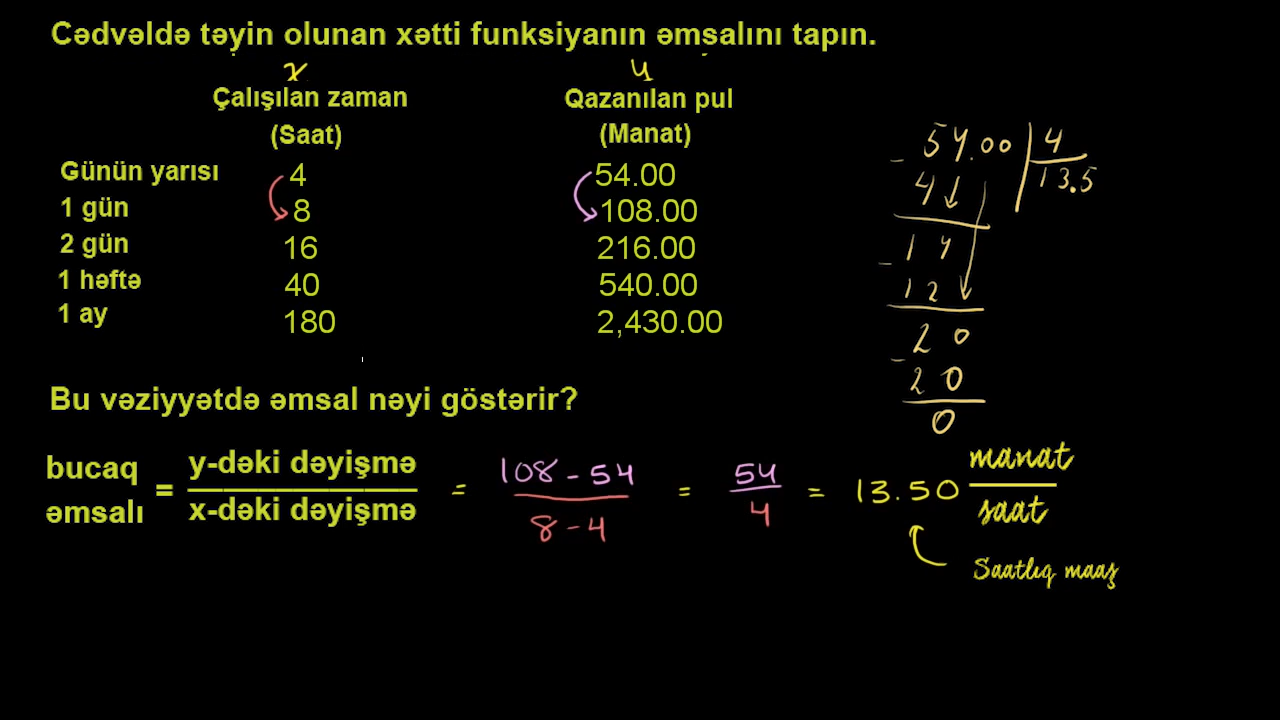 Cədvəldə təyin olunan xətti funksiyanın əmsalını tapın.
x y
Çalışılan zaman Qazanılan pul
(Saat) (Manat)
Günün yarısı 4 54.00
1 gün 8 108.00
2 gün 16 216.00
1 həftə 40 540.00
1 ay 180 2,430.00
54.00 4
- 4 13.5
14
- 12
20
- 20
0
Bu vəziyyətdə əmsal nəyi göstərir?
bucaq əmsalı = y-dəki dəyişmə / x-dəki dəyişmə = 108 - 54 / 8 - 4 = 54 / 4 = 13.50 manat / saat
Saatlıq maaş